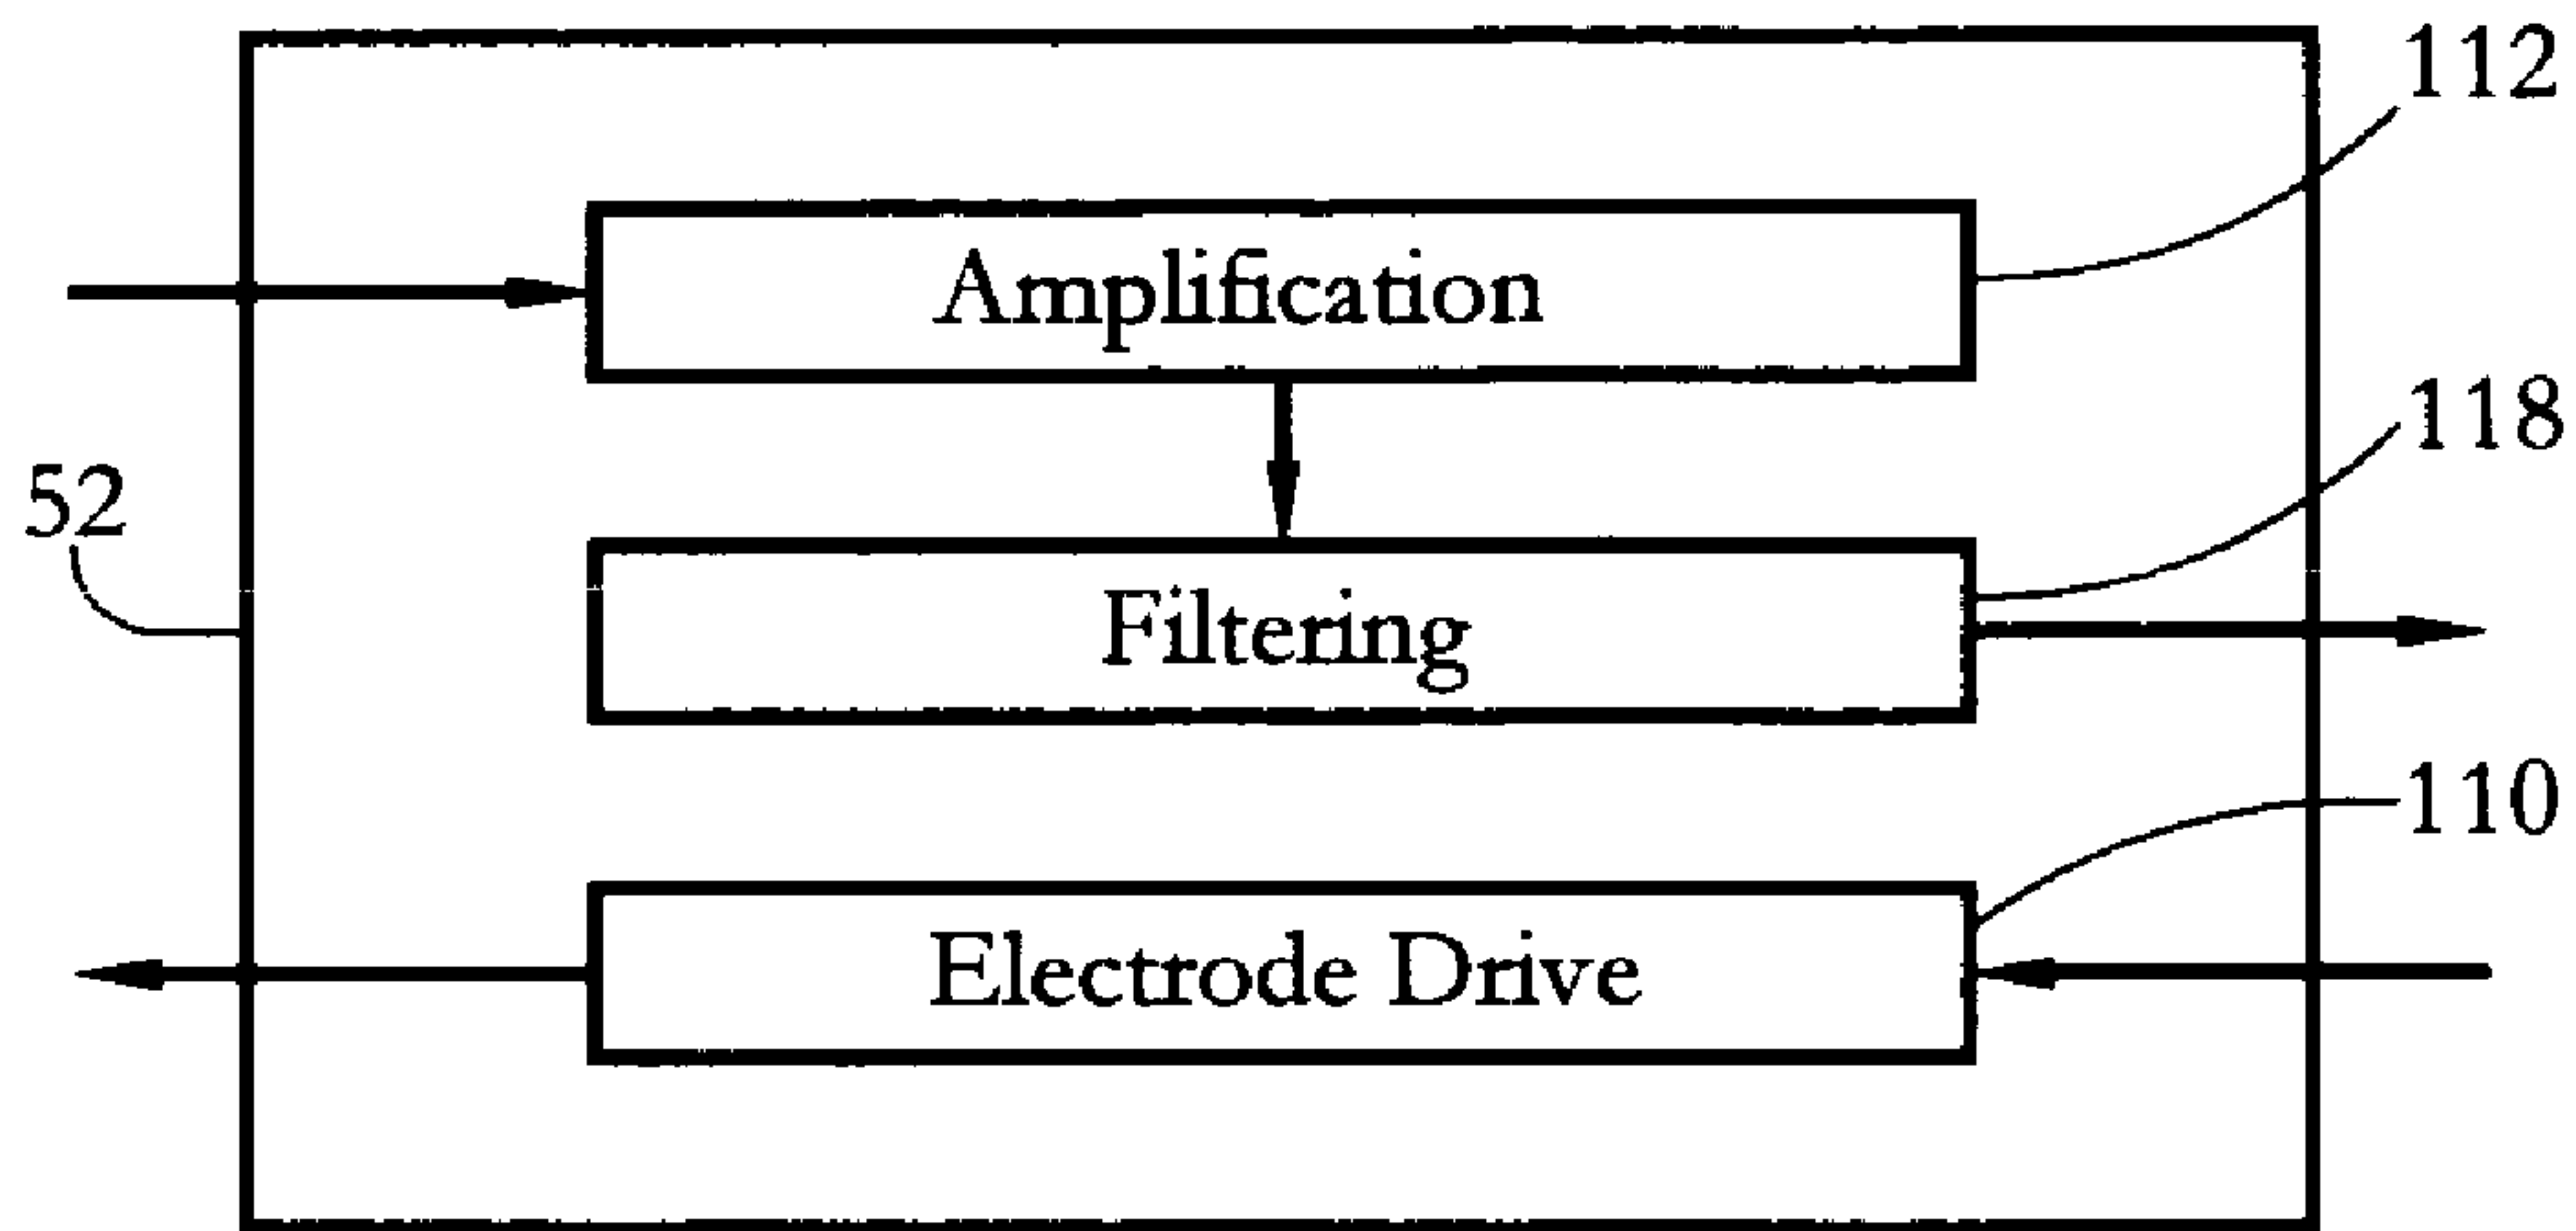 112
Amplification
118
52
Filtering
110
Electrode Drive